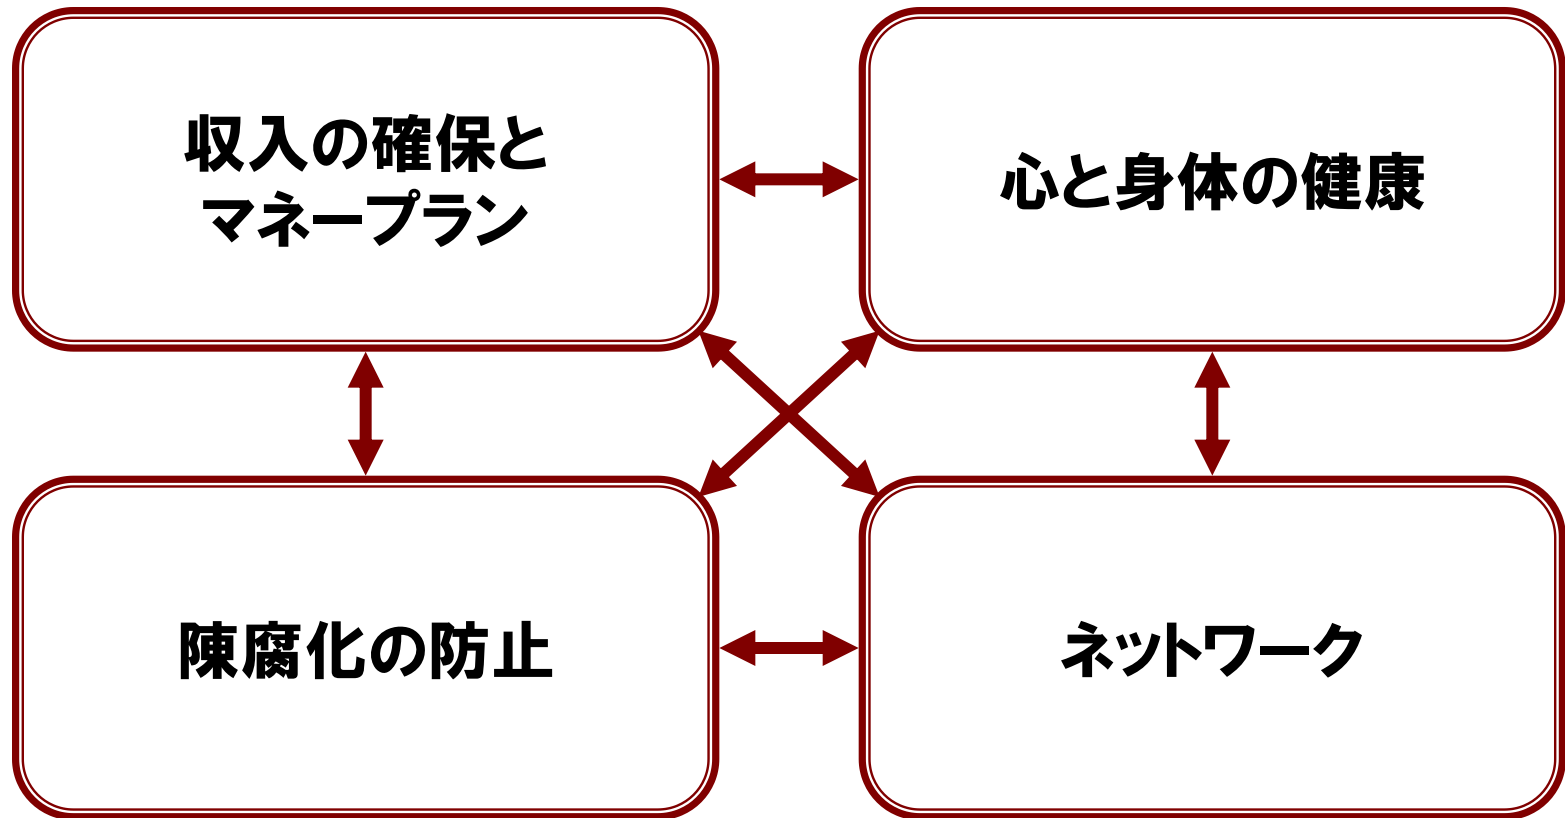 収入の確保と
マネープラン
心と身体の健康
陳腐化の防止
ネットワーク